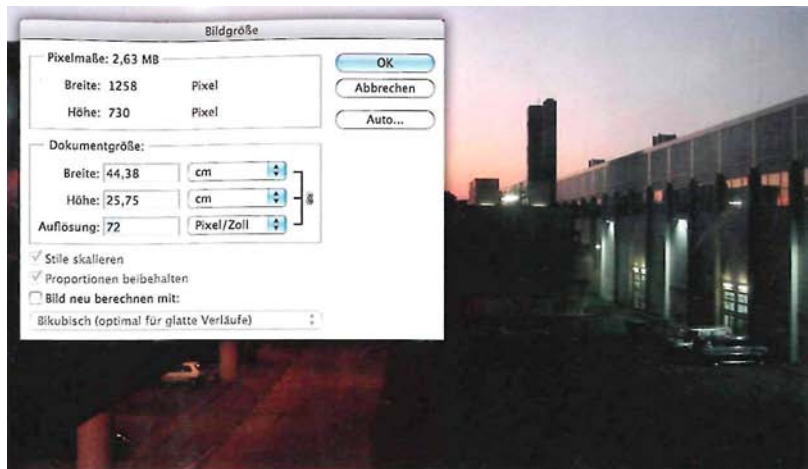 Bildgröße
Pixelmaße: 2,63 MB
Breite: 1258 Pixel
Höhe: 730 Pixel
Dokumentgröße:
Breite: 44,38 cm
Höhe: 25,75 cm
Auflösung: 72 Pixel/Zoll
Stile skalieren
Proportionen beibehalten
Bild neu berechnen mit:
Bikubisch (optimal für glatte Verläufe)
OK
Abbrechen
Auto...